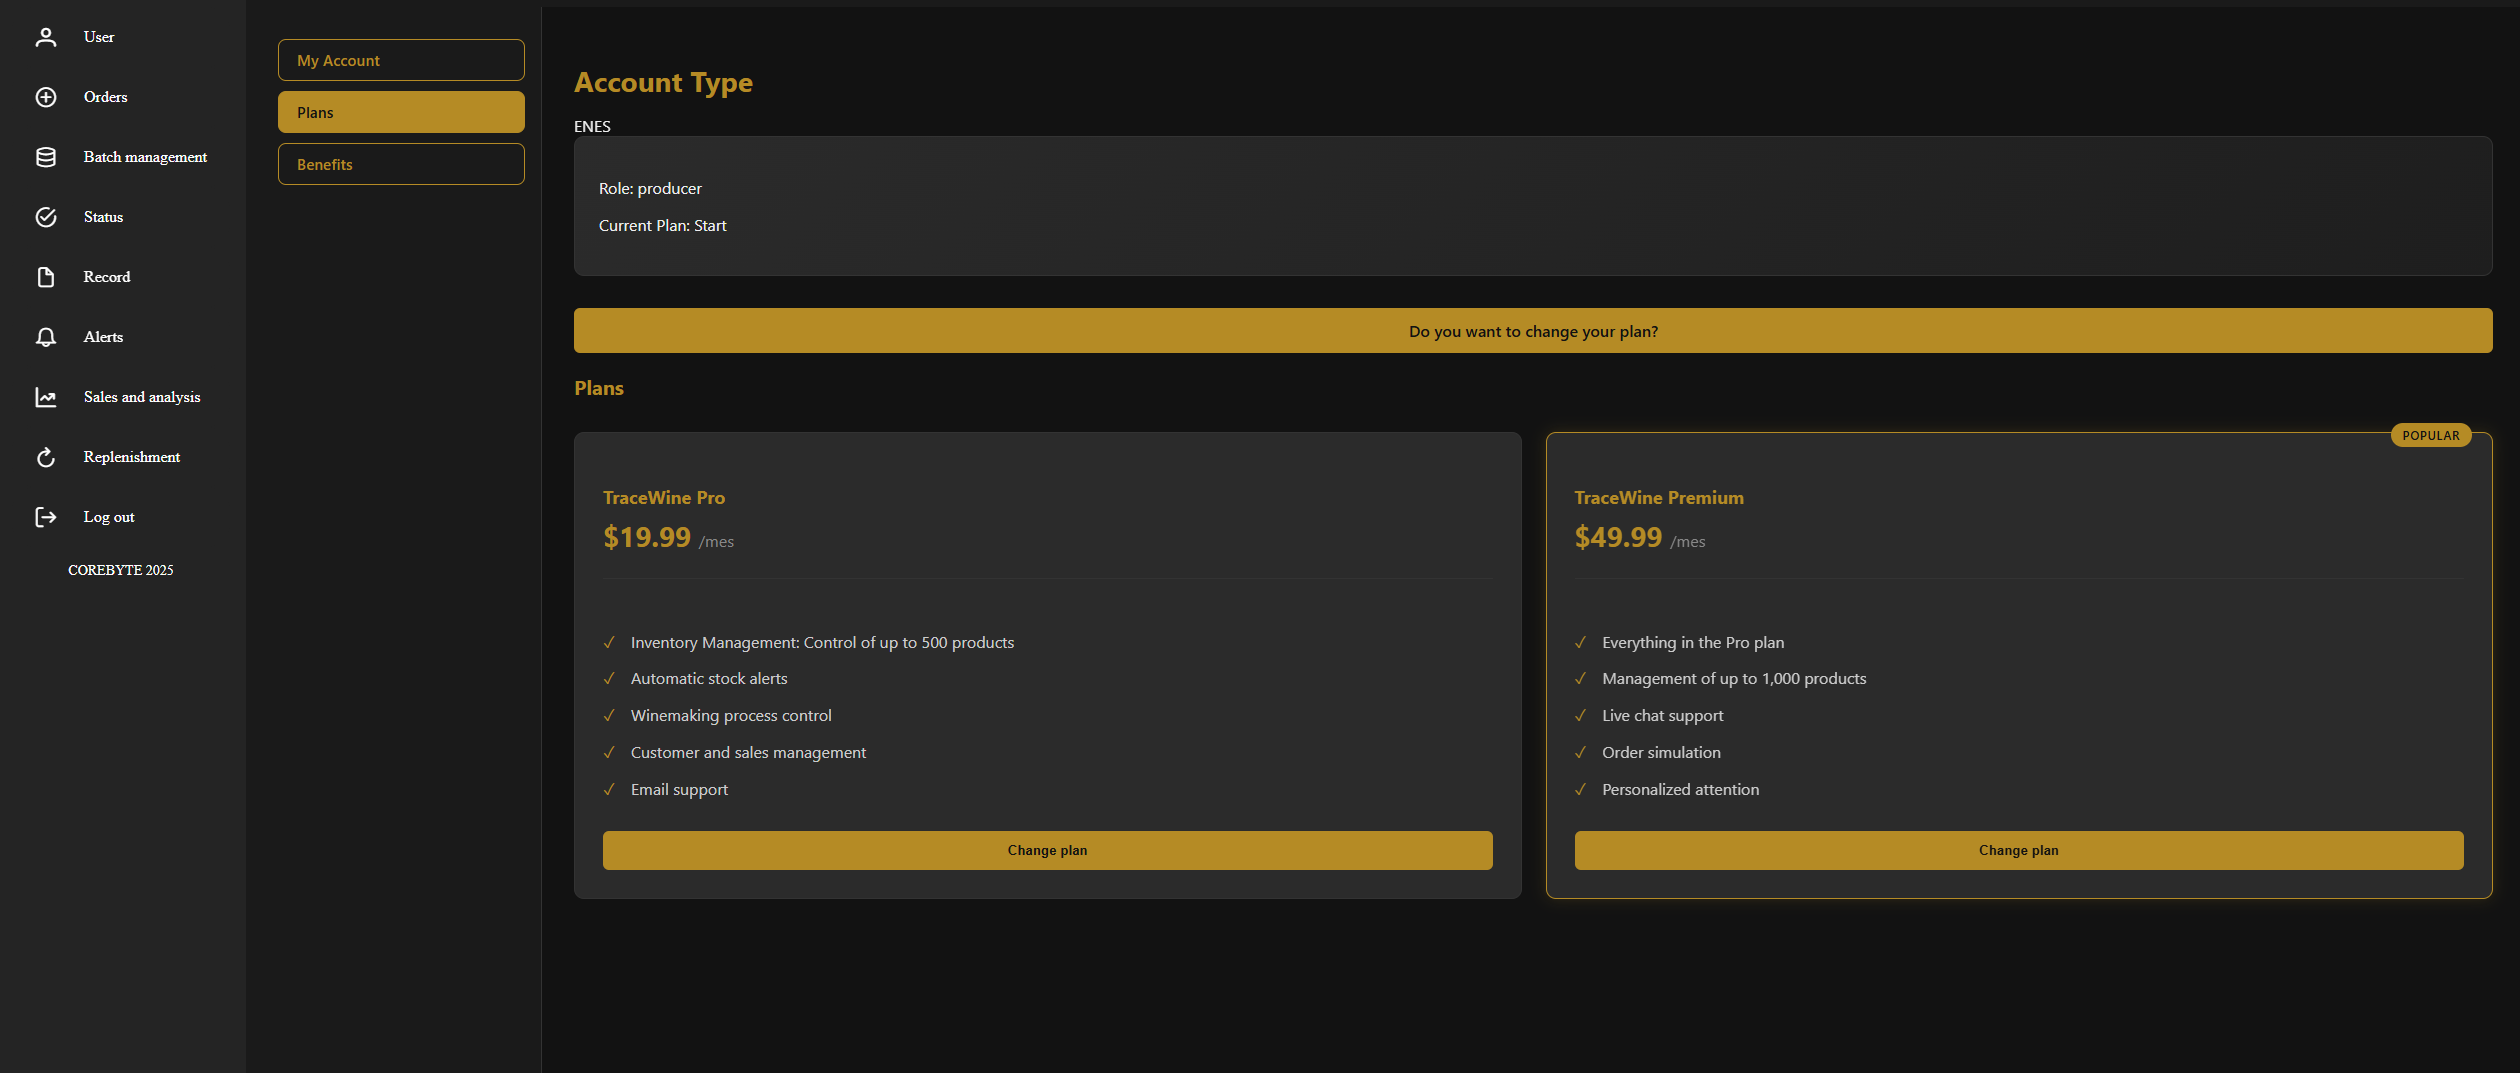 User
Orders
Batch management
Status
Record
Alerts
Sales and analysis
Replenishment
Log out
COREBYTE 2025
My Account
Plans
Benefits
Account Type
EN​ES
Role: producer
Current Plan: Start
Do you want to change your plan?
Plans
TraceWine Pro
$19.99 /mes
✓ Inventory Management: Control of up to 500 products
✓ Automatic stock alerts
✓ Winemaking process control
✓ Customer and sales management
✓ Email support
Change plan
POPULAR
TraceWine Premium
$49.99 /mes
✓ Everything in the Pro plan
✓ Management of up to 1,000 products
✓ Live chat support
✓ Order simulation
✓ Personalized attention
Change plan